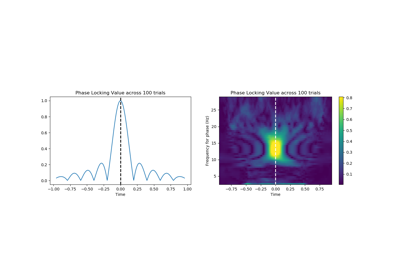 Phase Locking Value across 100 trials
1.0
0.8
0.6
0.4
0.2
0.0
−1.00 −0.75 −0.50 −0.25 0.00 0.25 0.50 0.75 1.00
Time
Phase Locking Value across 100 trials
Frequency for phase (Hz)
25
20
15
10
5
−0.75 −0.50 −0.25 0.00 0.25 0.50 0.75
Time
0.8
0.7
0.6
0.5
0.4
0.3
0.2
0.1